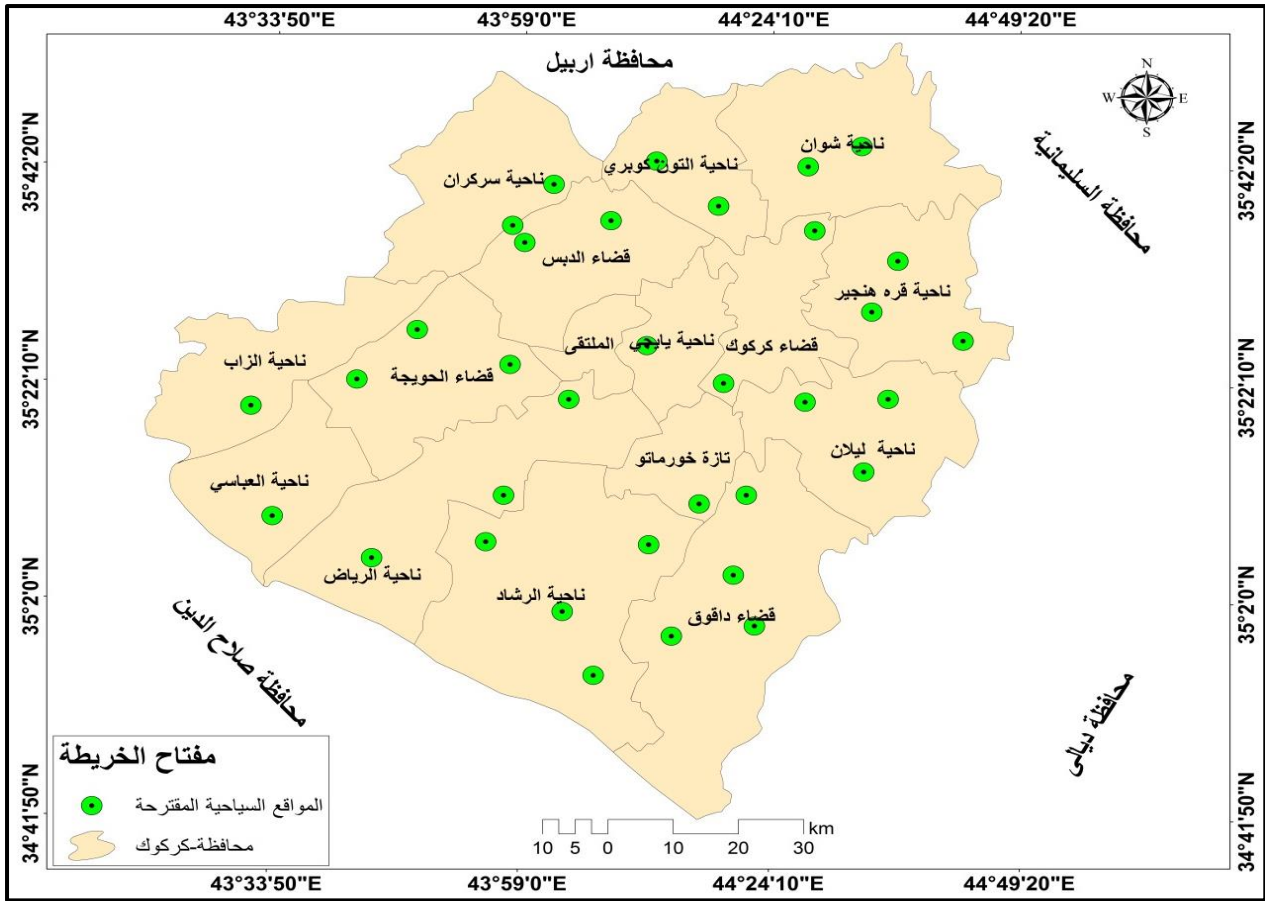 43°33'50"E 43°59'0"E 44°24'10"E 44°49'20"E
محافظة اربيل
N
W E
S
35°42'20"N
35°42'20"N
ناحية شوان
ناحية التون كوبري
ناحية سركران
محافظة السليمانية
قضاء الدبس
ناحية قره هنجير
قضاء كركوك
ناحية يايجي
الملتقى
ناحية الزاب
قضاء الحويجة
35°22'10"N
35°22'10"N
ناحية ليلان
تازة خورماتو
ناحية العباسي
ناحية الرياض
ناحية الرشاد
قضاء داقوق
35°2'0"N
35°2'0"N
محافظة صلاح الدين
محافظة ديالى
مفتاح الخريطة
المواقع السياحية المقترحة
محافظة-كركوك
34°41'50"N
34°41'50"N
km
10 5 0 10 20 30
43°33'50"E 43°59'0"E 44°24'10"E 44°49'20"E